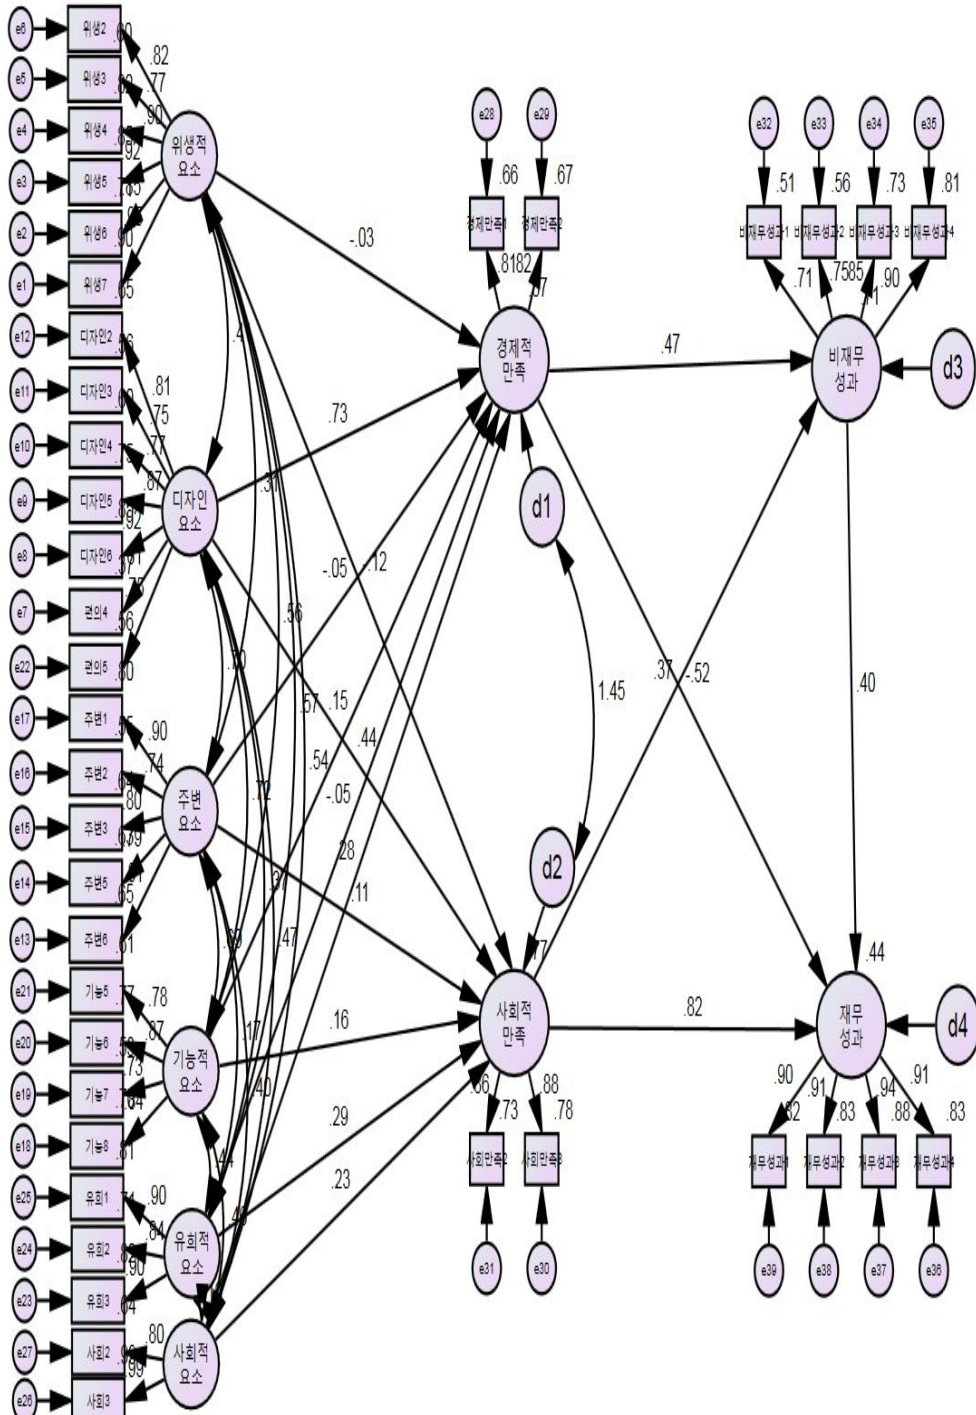 e6
위생2
.82
e5
위생3
.77
e4
위생4
.90
위생적
요소
e3
위생5
.92
e2
위생6
.90
e1
위생7
.65
e12
디자인2
e11
디자인3
.81
.75
e10
디자인4
.77
e9
디자인5
.87
디자인
요소
e8
디자인6
.92
e7
편의4
e22
편의5
.80
e17
주변1
.90
e16
주변2
.74
e15
주변3
.80
주변
요소
e14
주변5
.65
e13
주변6
e21
기능5
.78
e20
기능6
.87
e19
기능7
.73
기능적
요소
e18
기능8
.81
e25
유희1
.90
e24
유희2
.84
유희적
요소
e23
유희3
.90
.64
e27
사회2
.80
사회적
요소
e26
사회3
.99
e28
e29
.66
.67
경제만족1
경제만족2
.81
.82
경제적
만족
-.03
.73
-.05
.12
.56
.57
.15
.54
.44
-.05
.72
.28
.37
.11
.47
.16
.17
.40
.29
.23
d1
1.45
d2
사회적
만족
.88
.73
.78
사회만족2
사회만족3
e31
e30
.47
.37
-.52
.40
.82
e32
e33
e34
e35
.51
.56
.73
.81
비재무성과-1
비재무성과-2
비재무성과-3
비재무성과-4
.71
.75
.85
.90
비재무
성과
d3
.44
재무
성과
d4
.90
.91
.94
.91
.82
.83
.88
.83
재무성과1
재무성과2
재무성과3
재무성과4
e39
e38
e37
e36